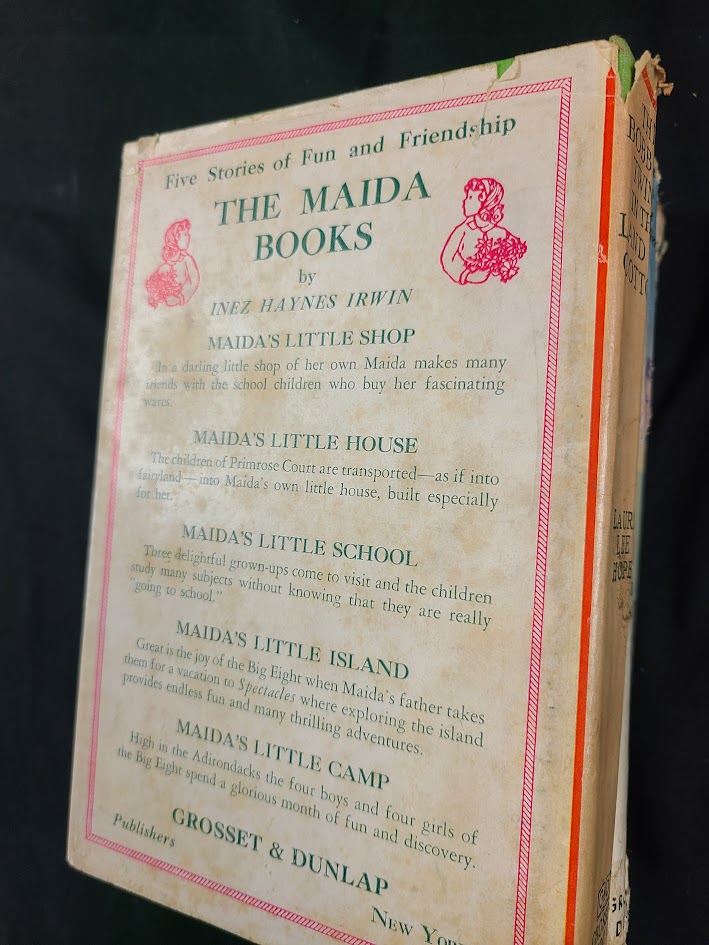 Five Stories of Fun and Friendship
THE MAIDA
BOOKS
by
INEZ HAYNES IRWIN
MAIDA'S LITTLE SHOP
In a darling little shop of her own Maida makes many
friends with the school children who buy her fascinating
wares.
MAIDA'S LITTLE HOUSE
The children of Primrose Court are transported—as if into
fairyland—into Maida's own little house, built especially
for her.
MAIDA'S LITTLE SCHOOL
Three delightful grown-ups come to visit and the children
study many subjects without knowing that they are really
"going to school."
MAIDA'S LITTLE ISLAND
Great is the joy of the Big Eight when Maida's father takes
them for a vacation to Spectacles where exploring the island
provides endless fun and many thrilling adventures.
MAIDA'S LITTLE CAMP
High in the Adirondacks the four boys and four girls of
the Big Eight spend a glorious month of fun and discovery.
GROSSET & DUNLAP
Publishers
NEW YOR
BOBB
TWI
LAND
COTTO
LAUR
LEE
HOPE